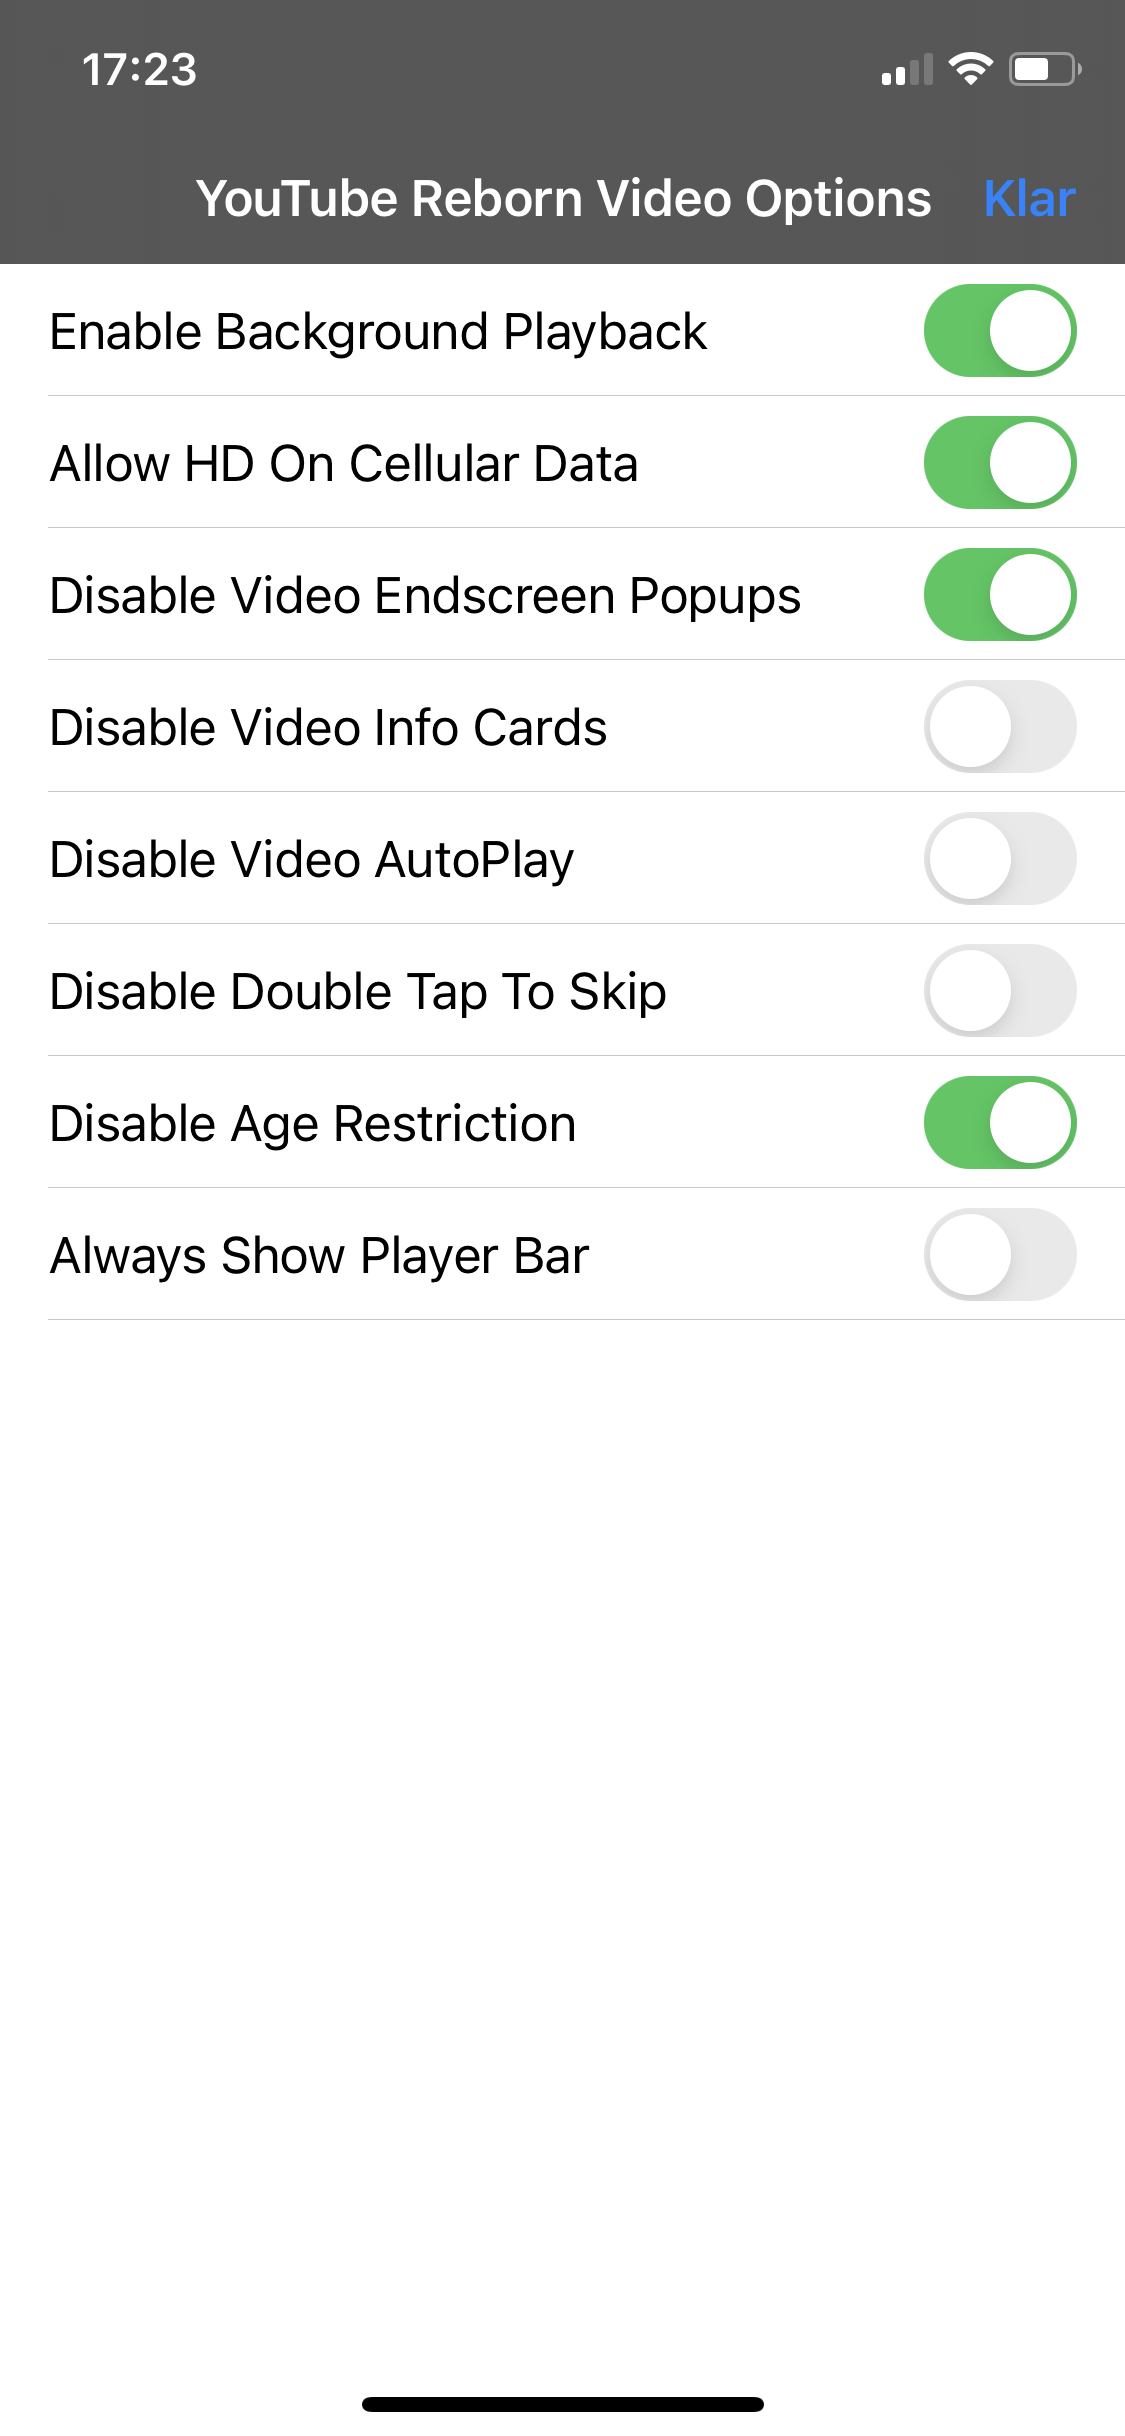 17:23
YouTube Reborn Video Options Klar
Enable Background Playback
Allow HD On Cellular Data
Disable Video Endscreen Popups
Disable Video Info Cards
Disable Video AutoPlay
Disable Double Tap To Skip
Disable Age Restriction
Always Show Player Bar